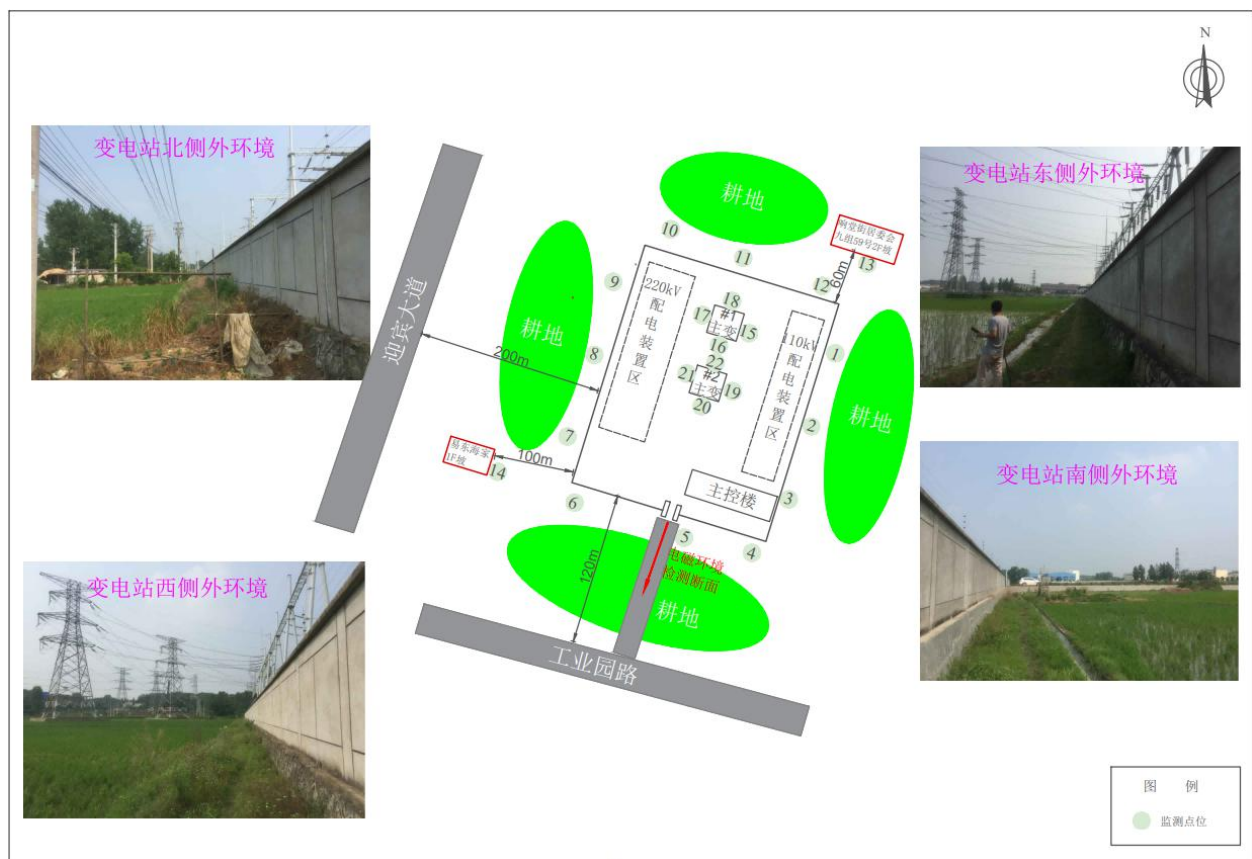 N
变电站北侧外环境
变电站东侧外环境
耕地
10
11
响堂街居委会
九组59号2F坡
13
12
60m
9
220kV
配电装置区
18
#1
主变
17
15
16
110kV
配电装置区
1
迎宾大道
耕地
8
200m
22
#2
主变
21
19
20
2
耕地
7
易东海家
1F坡
14
100m
变电站南侧外环境
主控楼
3
6
5
4
电磁环境
检测断面
120m
耕地
变电站西侧外环境
工业园路
图 例
监测点位